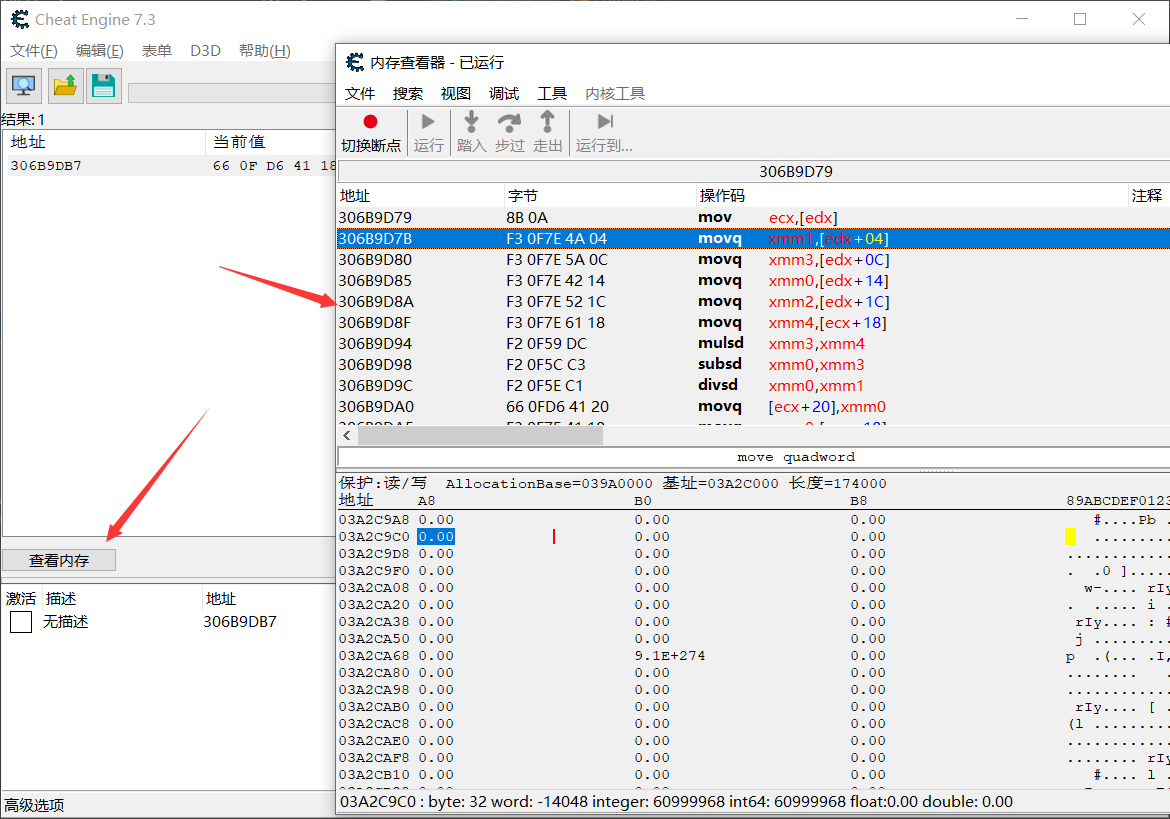 Cheat Engine 7.3
文件(F) 编辑(E) 表单 D3D 帮助(H)
结果:1
地址 当前值
306B9DB7 66 0F D6 41 18
查看内存
激活 描述 地址
无描述 306B9DB7
高级选项
内存查看器 - 已运行
文件 搜索 视图 调试 工具 内核工具
切换断点 运行 踏入 步过 走出 运行到...
306B9D79
地址 字节 操作码 注释
306B9D79 8B 0A mov ecx,[edx]
306B9D7B F3 0F7E 4A 04 movq xmm1,[edx+04]
306B9D80 F3 0F7E 5A 0C movq xmm3,[edx+0C]
306B9D85 F3 0F7E 42 14 movq xmm0,[edx+14]
306B9D8A F3 0F7E 52 1C movq xmm2,[edx+1C]
306B9D8F F3 0F7E 61 18 movq xmm4,[ecx+18]
306B9D94 F2 0F59 DC mulsd xmm3,xmm4
306B9D98 F2 0F5C C3 subsd xmm0,xmm3
306B9D9C F2 0F5E C1 divsd xmm0,xmm1
306B9DA0 66 0FD6 41 20 movq [ecx+20],xmm0
move quadword
保护:读/写 AllocationBase=039A0000 基址=03A2C000 长度=174000
地址 A8 B0 B8 89ABCDEF0123
03A2C9A8 0.00 0.00 0.00 #....Pb .
03A2C9C0 0.00 0.00 0.00 .........
03A2C9D8 0.00 0.00 0.00 ............
03A2C9F0 0.00 0.00 0.00 . .0 ].....
03A2CA08 0.00 0.00 0.00 w-.... rIy
03A2CA20 0.00 0.00 0.00 . ..... i .
03A2CA38 0.00 0.00 0.00 rIy.... : #
03A2CA50 0.00 0.00 0.00 j .........
03A2CA68 0.00 9.1E+274 0.00 p .(... .I,
03A2CA80 0.00 0.00 0.00 ........ .
03A2CA98 0.00 0.00 0.00 ............
03A2CAB0 0.00 0.00 0.00 rIy.... [ .
03A2CAC8 0.00 0.00 0.00 (l .........
03A2CAE0 0.00 0.00 0.00 ............
03A2CAF8 0.00 0.00 0.00 ........ rIy
03A2CB10 0.00 0.00 0.00 #.... l .
03A2C9C0 : byte: 32 word: -14048 integer: 60999968 int64: 60999968 float:0.00 double: 0.00